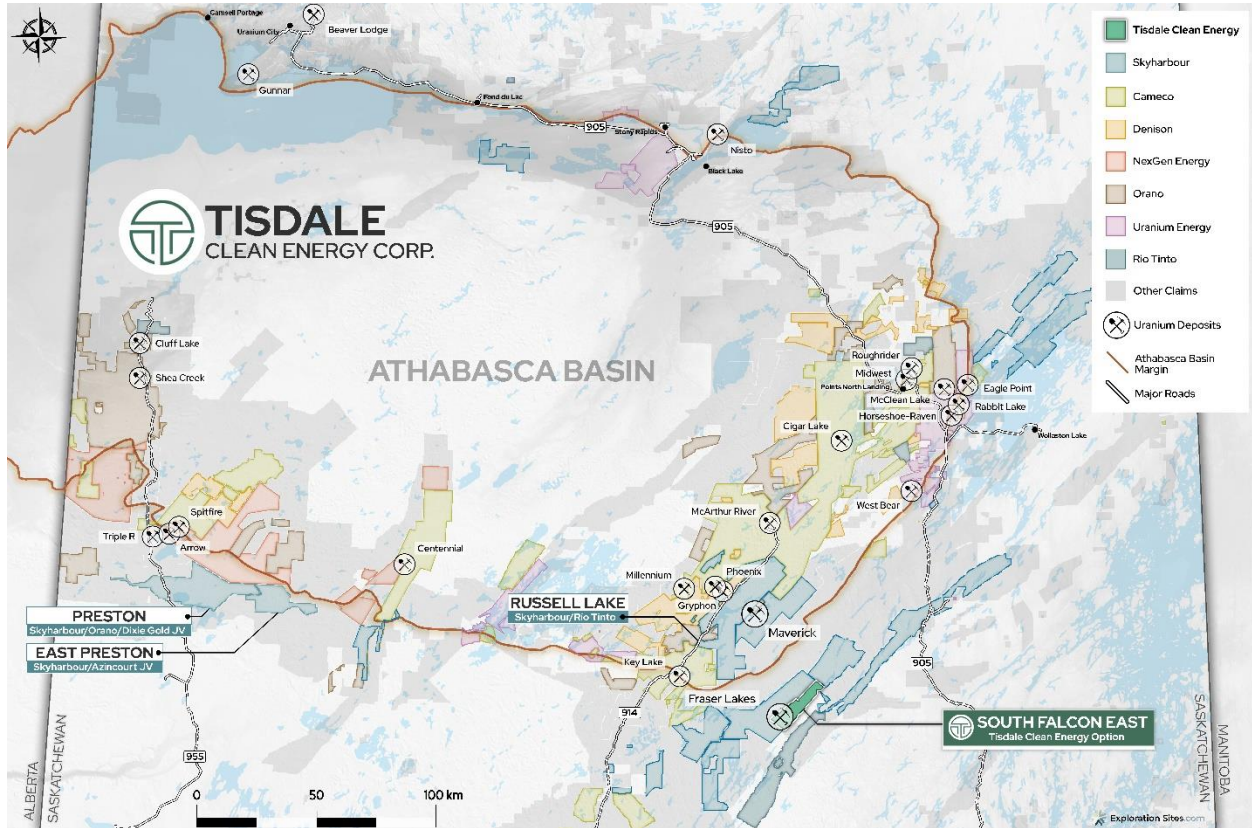 Camsell Portage
Uranium City
Beaver Lodge
Gunnar
Fond du Lac
905
Stony Rapids
Nisto
Black Lake
905
TISDALE
CLEAN ENERGY CORP.
ATHABASCA BASIN
Cluff Lake
Shea Creek
Roughrider
Midwest
Points North Landing
McClean Lake
Horseshoe-Raven
Eagle Point
Rabbit Lake
Wollaston Lake
Cigar Lake
West Bear
McArthur River
Spitfire
Triple R
Arrow
Centennial
Millennium
Phoenix
Gryphon
Maverick
PRESTON
Skyharbour/Orano/Dixie Gold JV
EAST PRESTON
Skyharbour/Azincourt JV
RUSSELL LAKE
Skyharbour/Rio Tinto
Key Lake
Fraser Lakes
905
914
955
SOUTH FALCON EAST
Tisdale Clean Energy Option
ALBERTA
SASKATCHEWAN
SASKATCHEWAN
MANITOBA
0 50 100 km
Exploration Sites.com
Tisdale Clean Energy
Skyharbour
Cameco
Denison
NexGen Energy
Orano
Uranium Energy
Rio Tinto
Other Claims
Uranium Deposits
Athabasca Basin
Margin
Major Roads